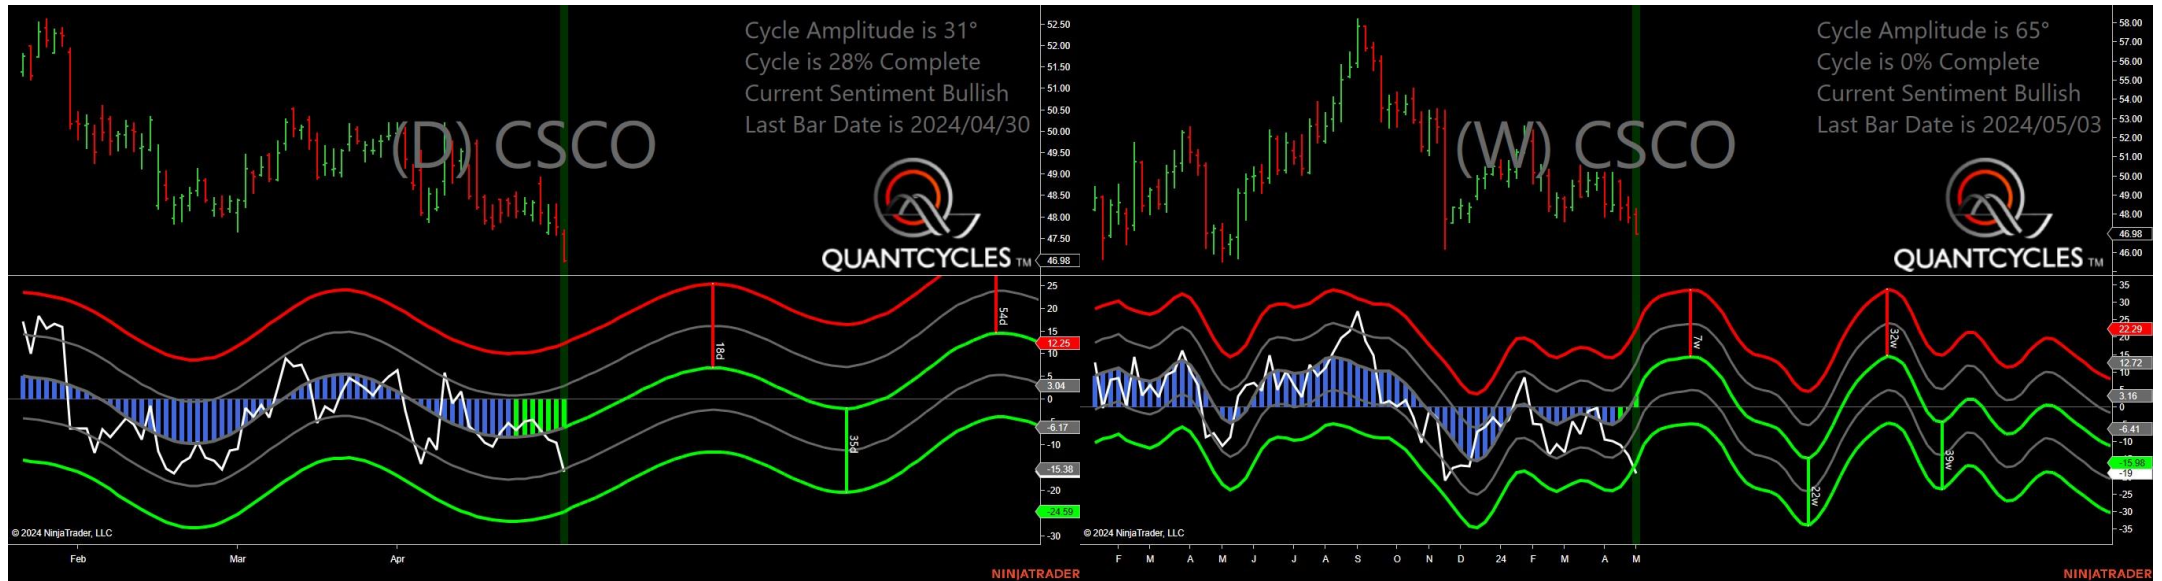 Cycle Amplitude is 31°
Cycle is 28% Complete
Current Sentiment Bullish
Last Bar Date is 2024/04/30
(D) CSCO
QUANTCYCLES TM
52.50
52.00
51.50
51.00
50.50
50.00
49.50
49.00
48.50
48.00
47.50
46.98
25
20
15
12.25
10
3.04
0
-6.17
-10
-15.38
-20
-24.59
-30
18d
35d
54d
© 2024 NinjaTrader, LLC
Feb Mar Apr
NINJATRADER
Cycle Amplitude is 65°
Cycle is 0% Complete
Current Sentiment Bullish
Last Bar Date is 2024/05/03
(W) CSCO
QUANTCYCLES TM
58.00
57.00
56.00
55.00
54.00
53.00
52.00
51.00
50.00
49.00
48.00
46.98
46.00
35
30
25
22.29
20
15
12.72
10
5
3.16
0
-6.41
-10
-15.98
-19
-25
-30
-35
7w
22w
32w
39w
© 2024 NinjaTrader, LLC
F M A M J J A S O N D 24 F M A M
NINJATRADER